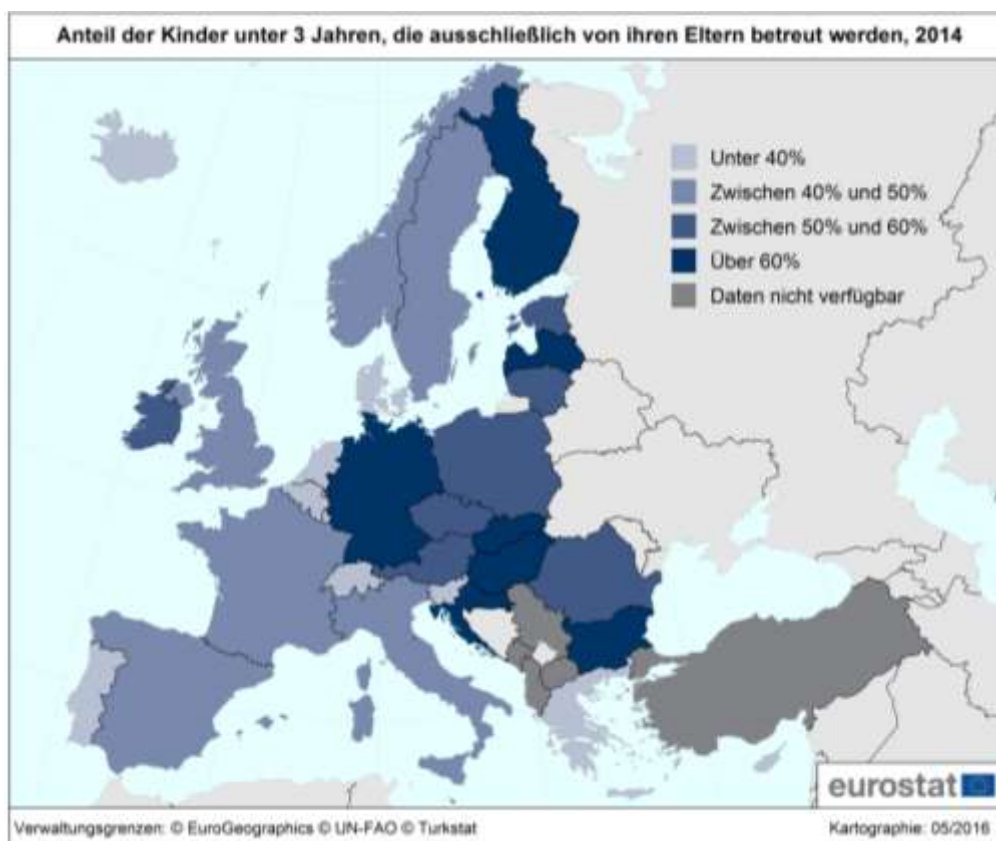 Anteil der Kinder unter 3 Jahren, die ausschließlich von ihren Eltern betreut werden, 2014
Unter 40%
Zwischen 40% und 50%
Zwischen 50% und 60%
Über 60%
Daten nicht verfügbar
eurostat
Verwaltungsgrenzen: © EuroGeographics © UN-FAO © Turkstat
Kartographie: 05/2016